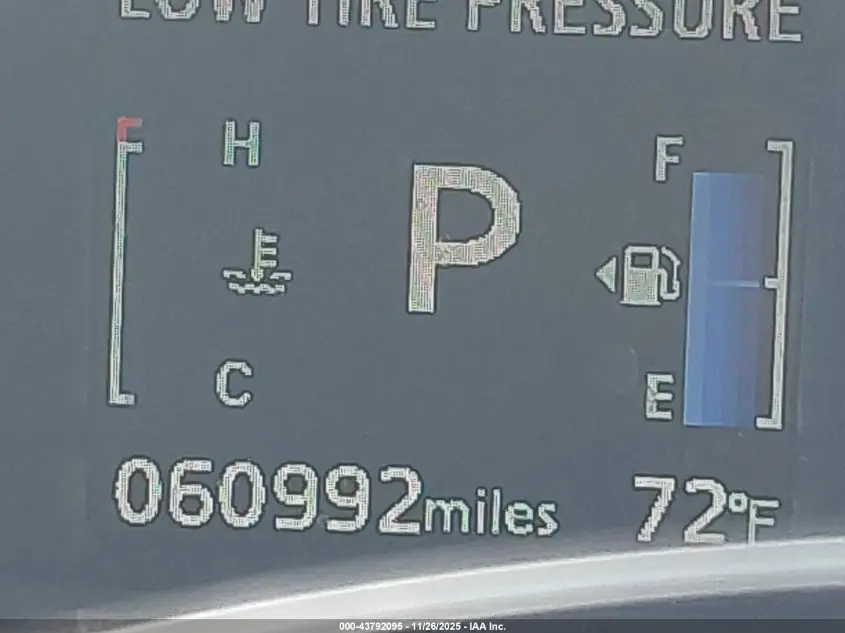 LOW TIRE PRESSURE
H
F
P
E
C
060992miles
72°F
000-43792095 - 11/26/2025 - IAA Inc.